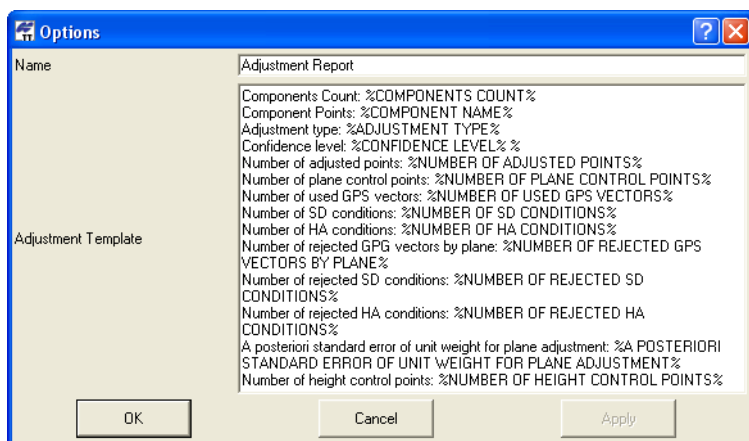 Options
Name
Adjustment Report
Adjustment Template
Components Count: %COMPONENTS COUNT%
Component Points: %COMPONENT NAME%
Adjustment type: %ADJUSTMENT TYPE%
Confidence level: %CONFIDENCE LEVEL% %
Number of adjusted points: %NUMBER OF ADJUSTED POINTS%
Number of plane control points: %NUMBER OF PLANE CONTROL POINTS%
Number of used GPS vectors: %NUMBER OF USED GPS VECTORS%
Number of SD conditions: %NUMBER OF SD CONDITIONS%
Number of HA conditions: %NUMBER OF HA CONDITIONS%
Number of rejected GPG vectors by plane: %NUMBER OF REJECTED GPS
VECTORS BY PLANE%
Number of rejected SD conditions: %NUMBER OF REJECTED SD
CONDITIONS%
Number of rejected HA conditions: %NUMBER OF REJECTED HA
CONDITIONS%
A posteriori standard error of unit weight for plane adjustment: %A POSTERIORI
STANDARD ERROR OF UNIT WEIGHT FOR PLANE ADJUSTMENT%
Number of height control points: %NUMBER OF HEIGHT CONTROL POINTS%
OK
Cancel
Apply